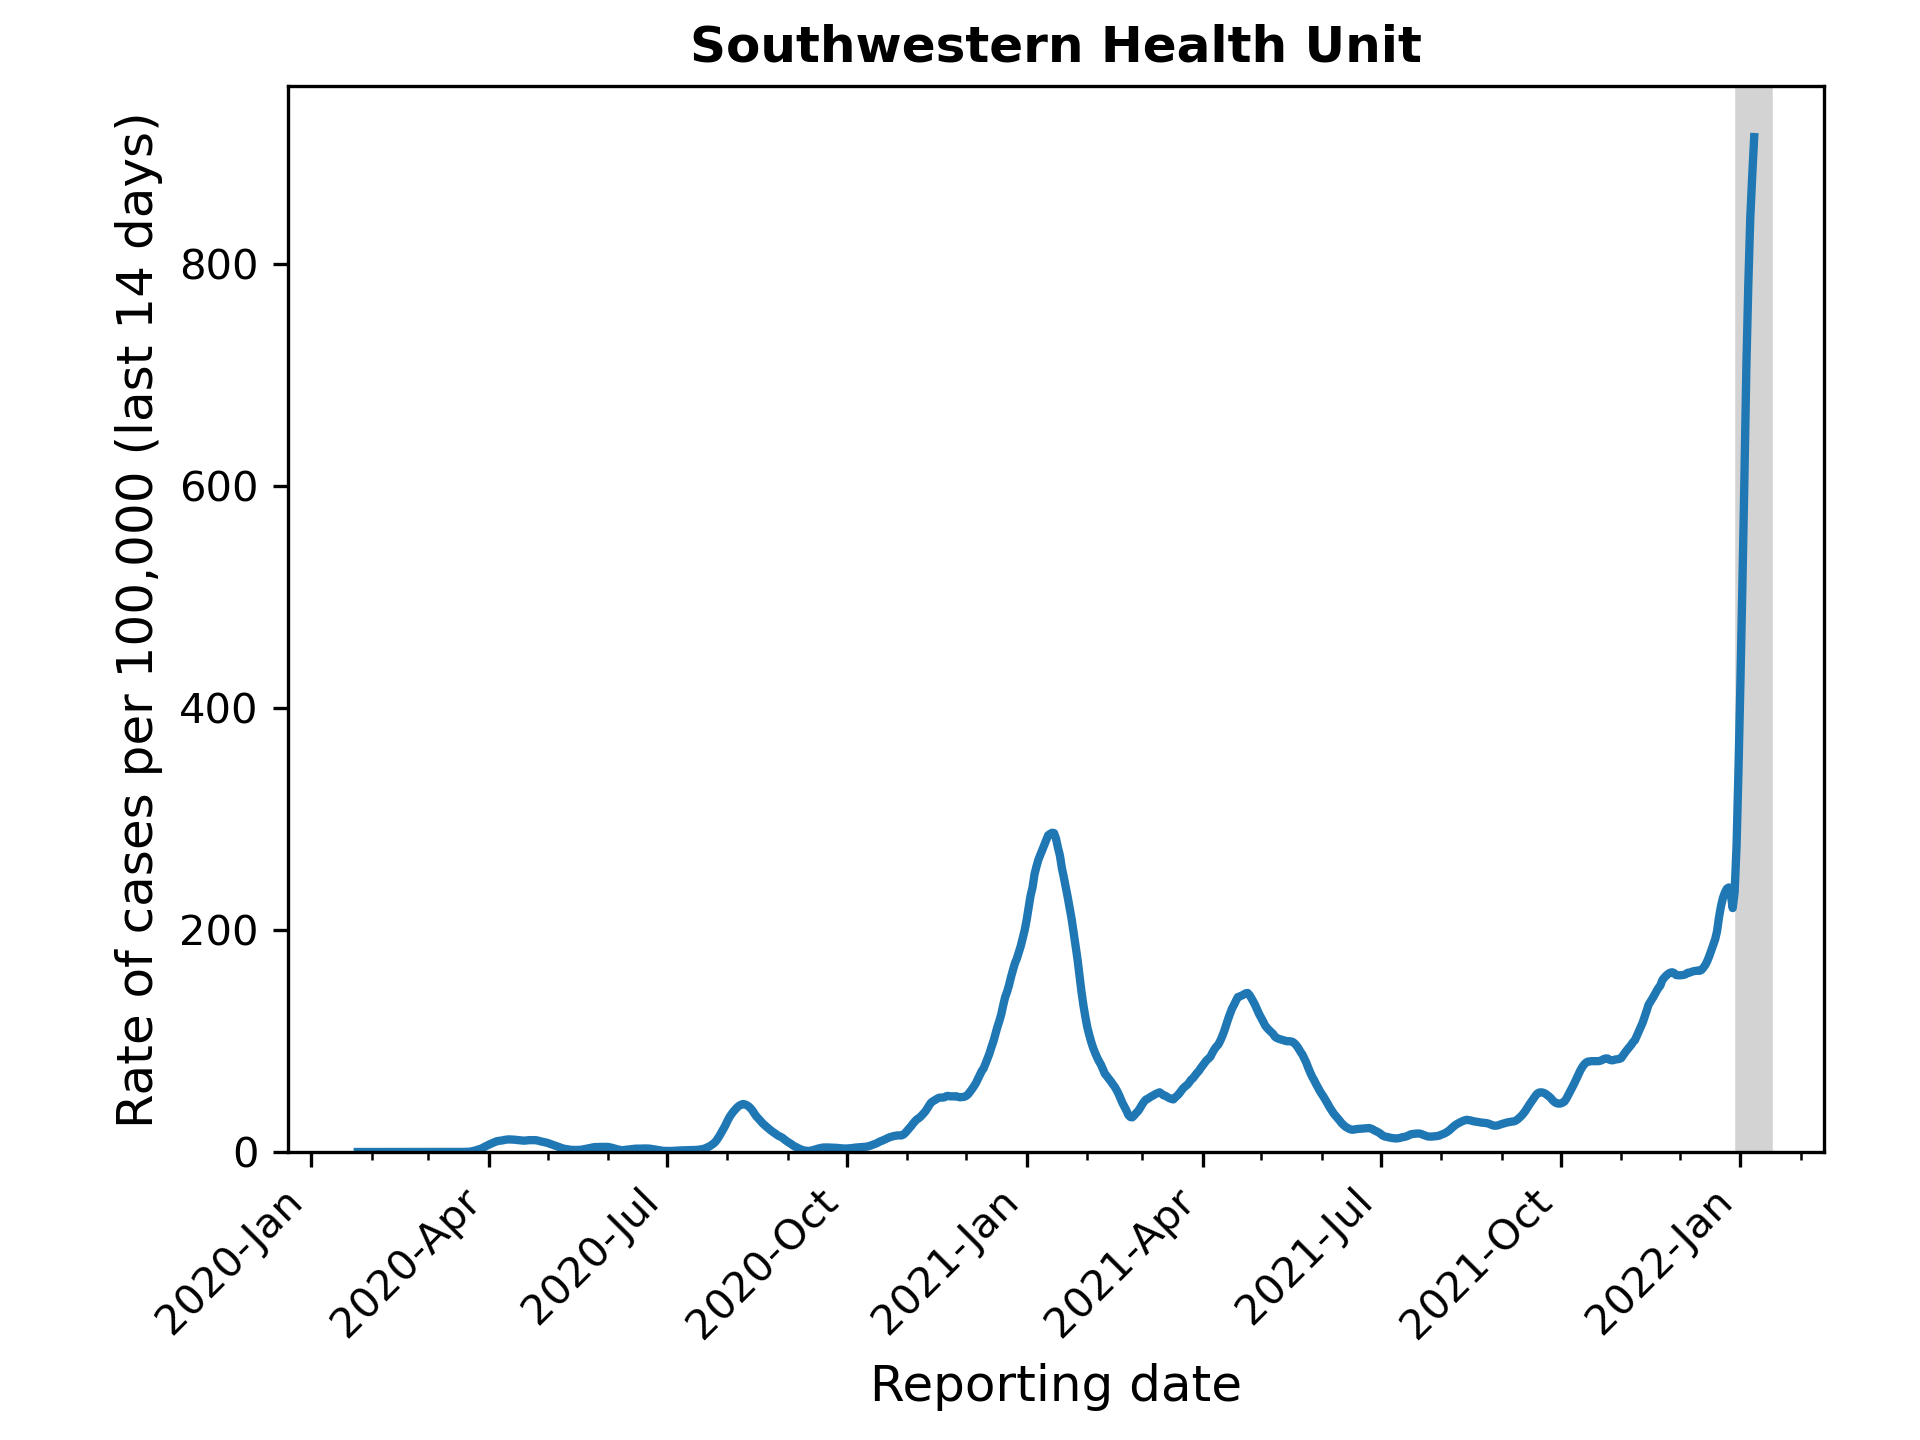 Southwestern Health Unit
Rate of cases per 100,000 (last 14 days)
800
600
400
200
0
2020-Jan
2020-Apr
2020-Jul
2020-Oct
2021-Jan
2021-Apr
2021-Jul
2021-Oct
2022-Jan
Reporting date